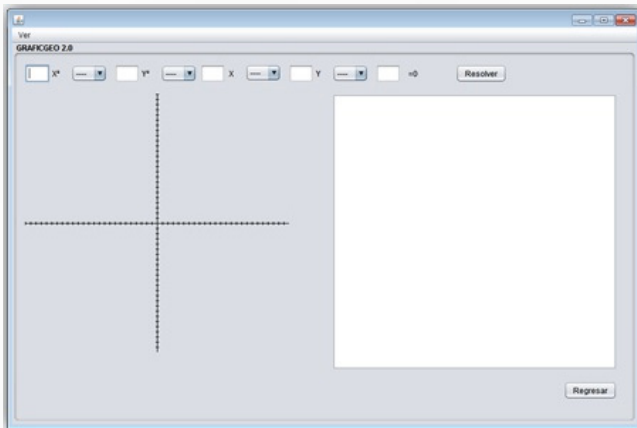 Ver
GRAFICGEO 2.0
X² — Y² — X — Y — =0 Resolver
Regresar